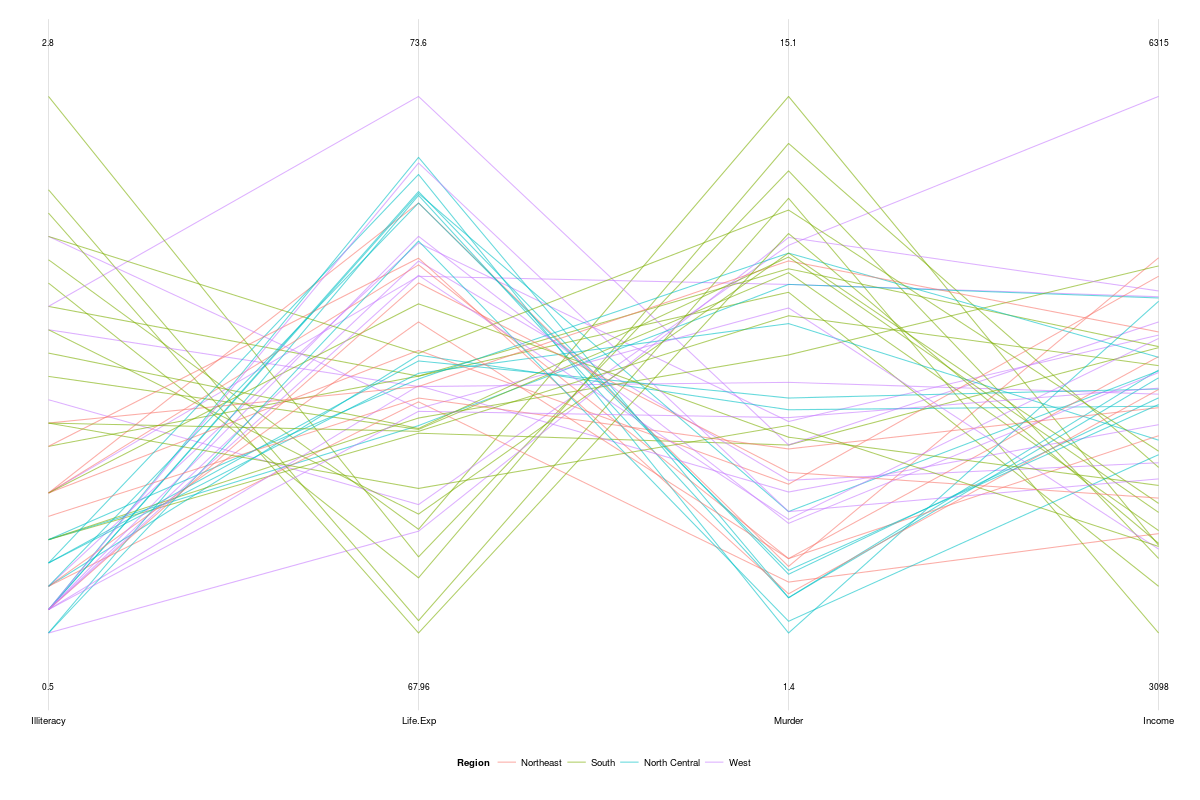 2.8 73.6 15.1 6315
0.5 67.96 1.4 3098
Illiteracy Life.Exp Murder Income
Region Northeast South North Central West